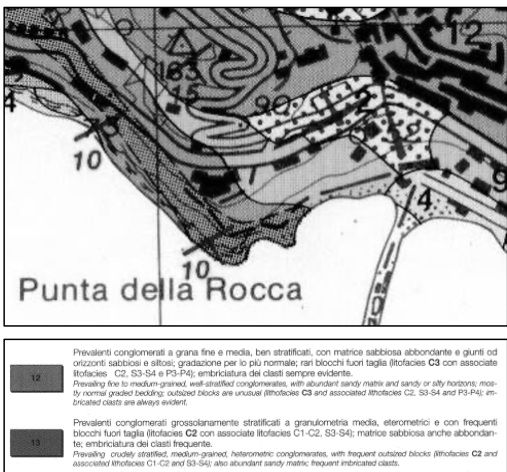 12
183
15
90
2
4
10
9
4
10
Punta della Rocca
12
Prevalenti conglomerati a grana fine e media, ben stratificati, con matrice sabbiosa abbondante e giunti od
orizzonti sabbiosi e siltosi; gradazione per lo più normale; rari blocchi fuori taglia (litofacies C3 con associate
litofacies C2, S3-S4 e P3-P4); embriciatura dei clasti sempre evidente.
Prevailing fine to medium-grained, well-stratified conglomerates, with abundant sandy matrix and sandy or silty horizons; mos-
tly normal graded bedding; outsized blocks are unusual (lithofacies C3 and associated lithofacies C2, S3-S4 and P3-P4); im-
bricated clasts are always evident.
13
Prevalenti conglomerati grossolanamente stratificati a granulometria media, eterometrici e con frequenti
blocchi fuori taglia (litofacies C2 con associate litofacies C1-C2, S3-S4); matrice sabbiosa anche abbondan-
te; embriciatura dei clasti frequente.
Prevailing crudely stratified, medium-grained, heterometric conglomerates, with frequent outsized blocks (lithofacies C2 and
associated lithofacies C1-C2 and S3-S4); also abundant sandy matrix; frequent imbricated clasts.